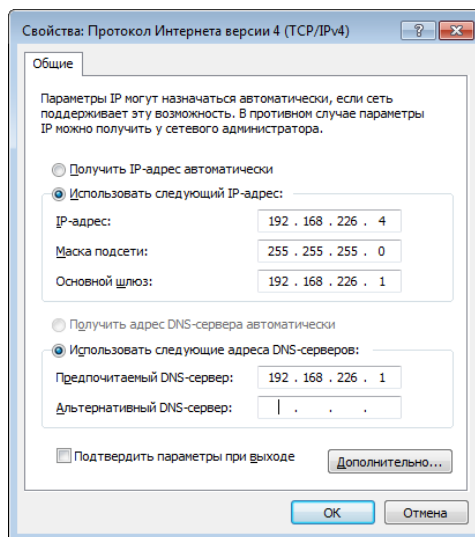 Свойства: Протокол Интернета версии 4 (TCP/IPv4)
Общие
Параметры IP могут назначаться автоматически, если сеть
поддерживает эту возможность. В противном случае параметры
IP можно получить у сетевого администратора.
Получить IP-адрес автоматически
Использовать следующий IP-адрес:
IP-адрес: 192 . 168 . 226 . 4
Маска подсети: 255 . 255 . 255 . 0
Основной шлюз: 192 . 168 . 226 . 1
Получить адрес DNS-сервера автоматически
Использовать следующие адреса DNS-серверов:
Предпочитаемый DNS-сервер: 192 . 168 . 226 . 1
Альтернативный DNS-сервер: . . .
Подтвердить параметры при выходе
Дополнительно...
ОК
Отмена